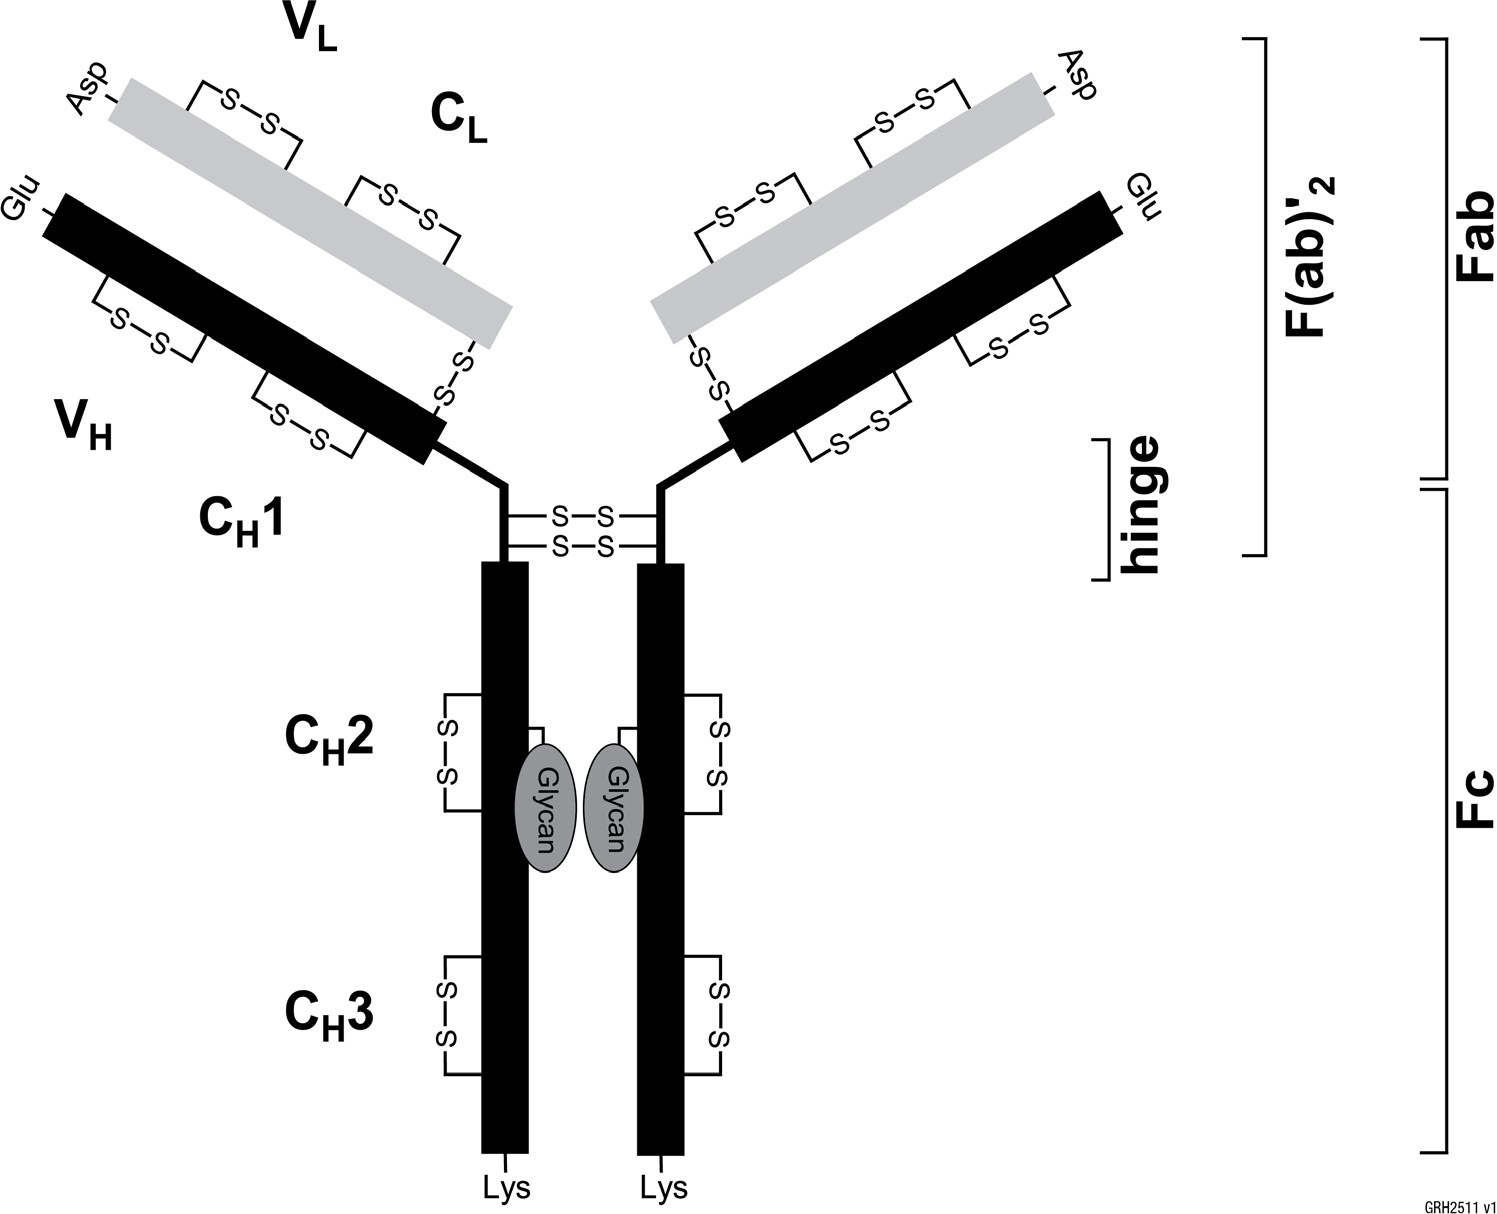 VL
Asp
S S
CL
S S
Glu
S S
S S
S S
VH
CH1
Asp
S S
S S
Glu
S S
S S
S S
S S
S S
hinge
F(ab)'2
Fab
CH2
S S
Glycan
Glycan
S S
Fc
CH3
S S
S S
Lys
Lys
GRH2511 v1